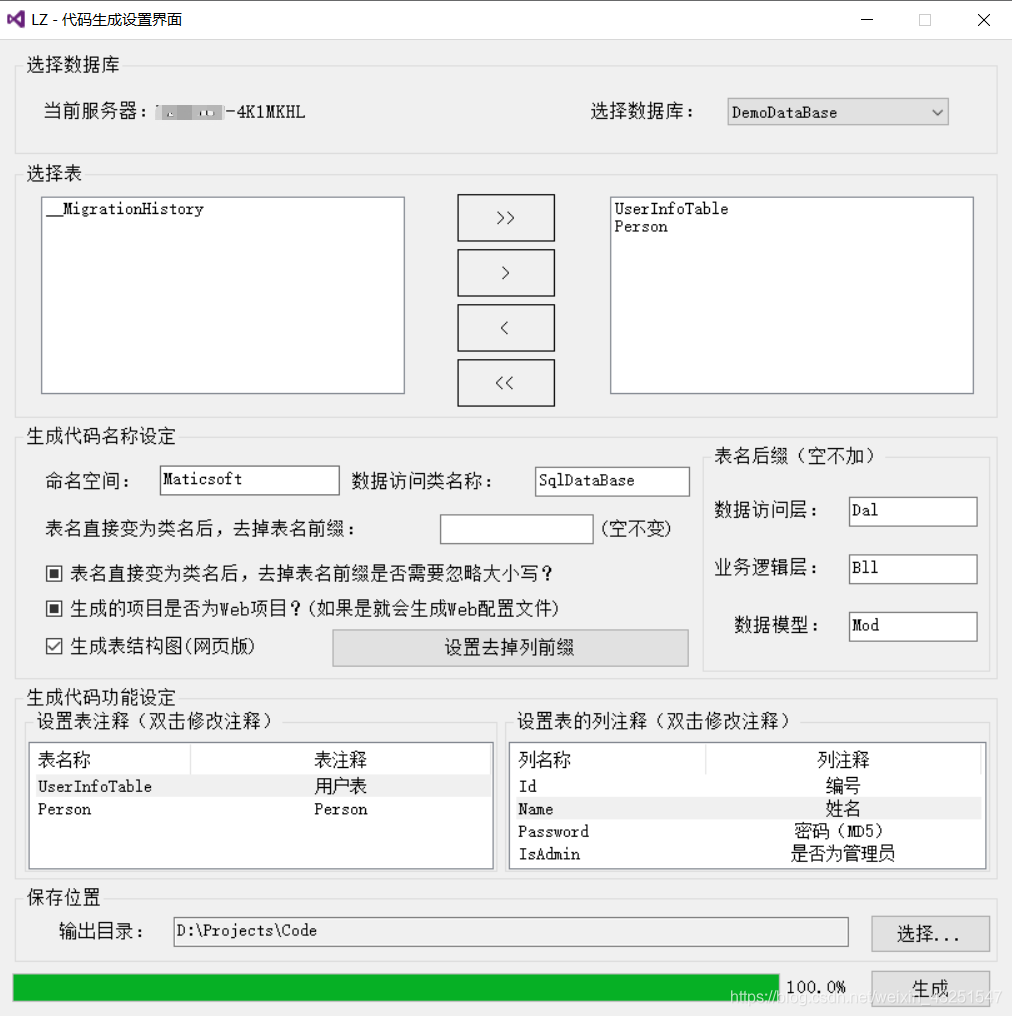 LZ - 代码生成设置界面
选择数据库
当前服务器： -4K1MKHL 选择数据库： DemoDataBase
选择表
__MigrationHistory
UserInfoTable
Person
>>
>
<
<<
生成代码名称设定
命名空间： Maticsoft 数据访问类名称： SqlDataBase
表名直接变为类名后，去掉表名前缀： (空不变)
表名直接变为类名后，去掉表名前缀是否需要忽略大小写？
生成的项目是否为Web项目？(如果是就会生成Web配置文件)
生成表结构图(网页版) 设置去掉列前缀
表名后缀（空不加）
数据访问层： Dal
业务逻辑层： Bll
数据模型： Mod
生成代码功能设定
设置表注释（双击修改注释）
表名称 表注释
UserInfoTable 用户表
Person Person
设置表的列注释（双击修改注释）
列名称 列注释
Id 编号
Name 姓名
Password 密码（MD5）
IsAdmin 是否为管理员
保存位置
输出目录： D:\Projects\Code 选择...
100.0% 生成
https://blog.csdn.net/weixin_43251547